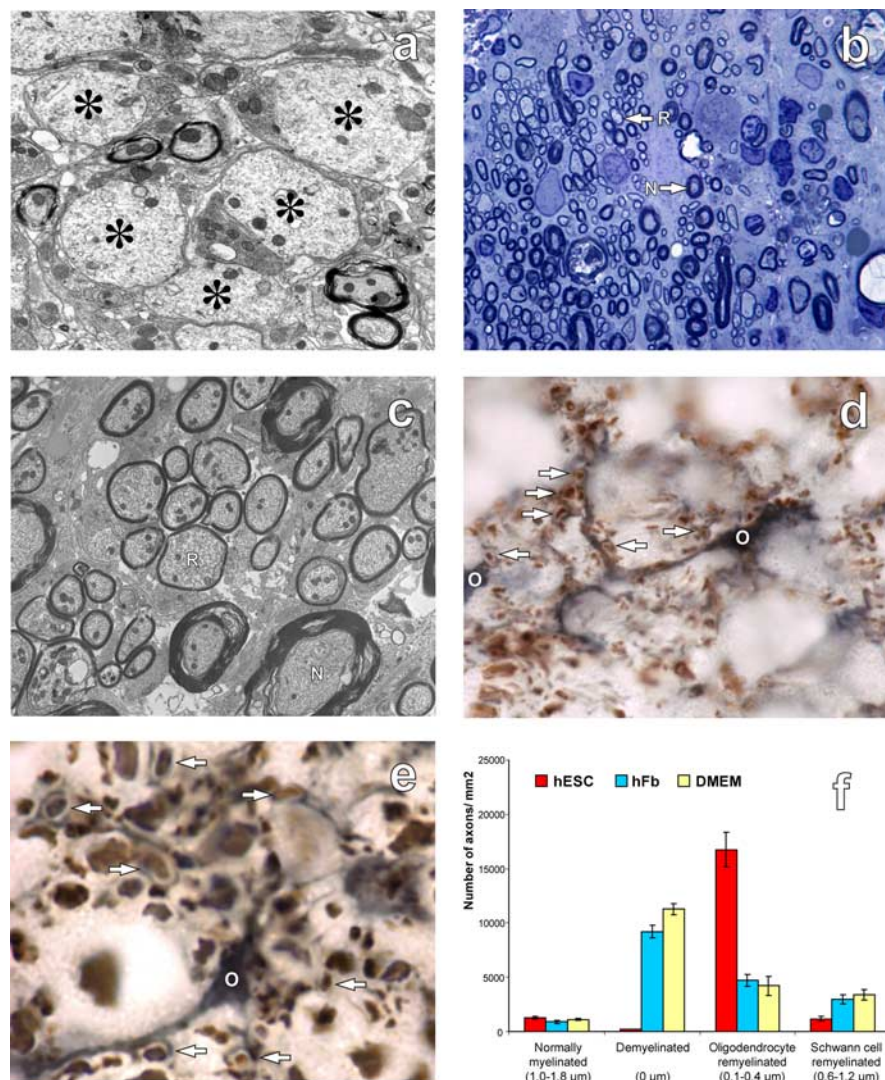 a
* * * * *
b
R
N
c
R
N
d
O
O
e
O
f
hESC hFb DMEM
Number of axons/ mm2
25000
20000
15000
10000
5000
0
Normally myelinated (1.0-1.8 um)
Demyelinated (0 um)
Oligodendrocyte remyelinated (0.1-0.4 um)
Schwann cell remyelinated (0.6-1.2 um)